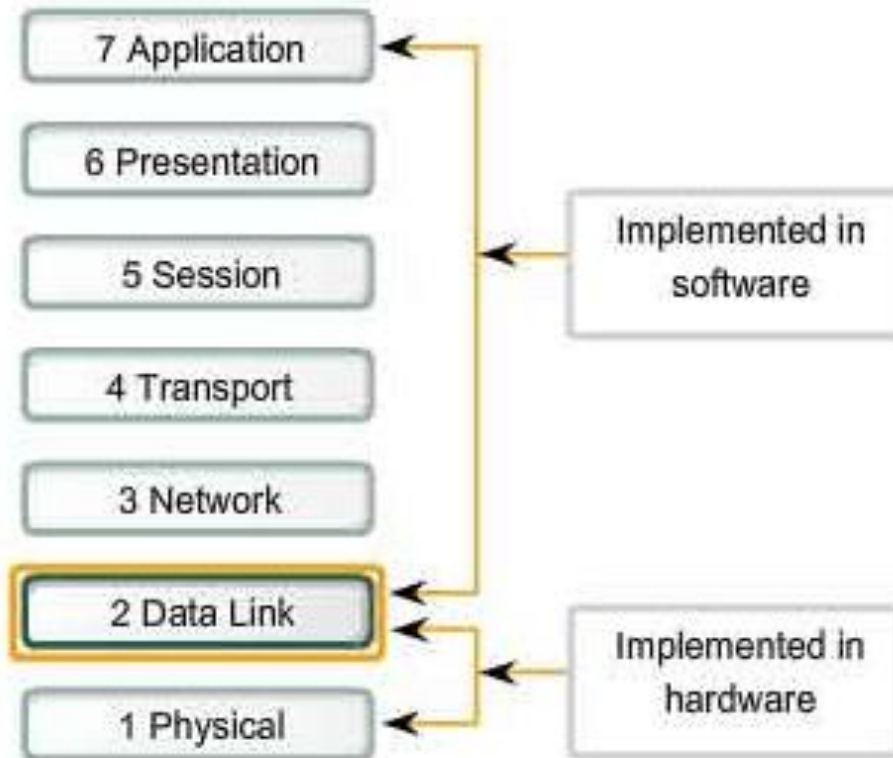 7 Application
6 Presentation
5 Session
4 Transport
3 Network
2 Data Link
1 Physical
Implemented in
software
Implemented in
hardware